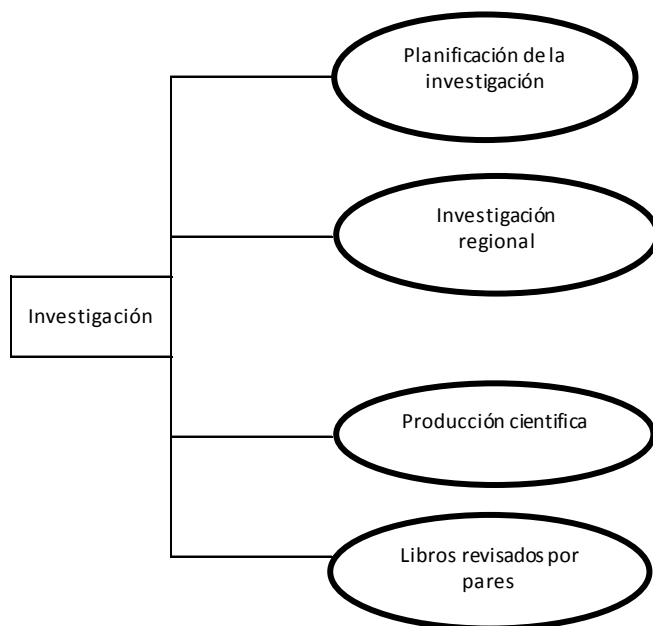 Planificación de la
investigación
Investigación
regional
Investigación
Producción cientifica
Libros revisados por
pares